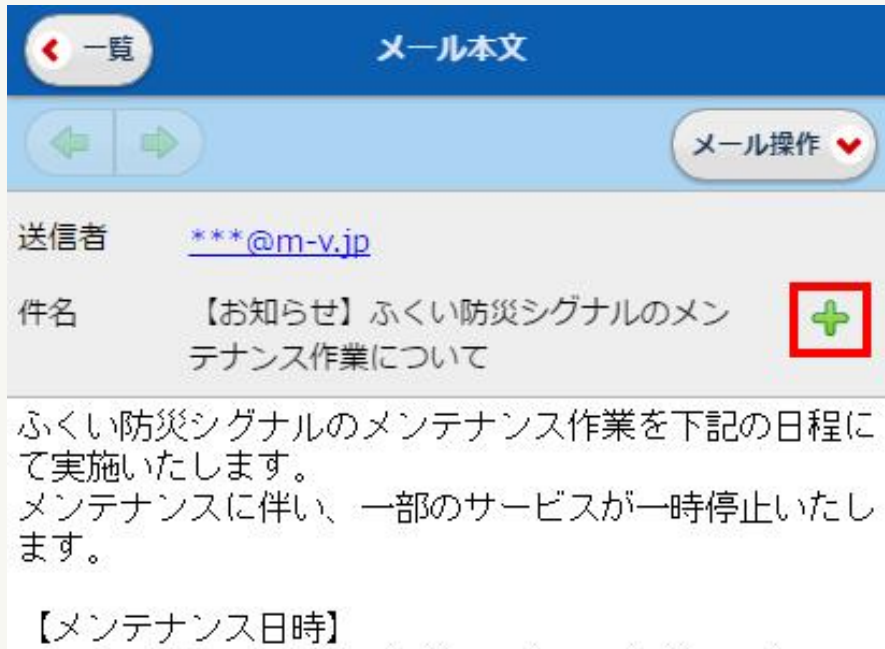 一覧
メール本文
メール操作
送信者
***@m-v.jp
件名
【お知らせ】ふくい防災シグナルのメン
テナンス作業について
ふくい防災シグナルのメンテナンス作業を下記の日程に
て実施いたします。
メンテナンスに伴い、一部のサービスが一時停止いたし
ます。
【メンテナンス日時】